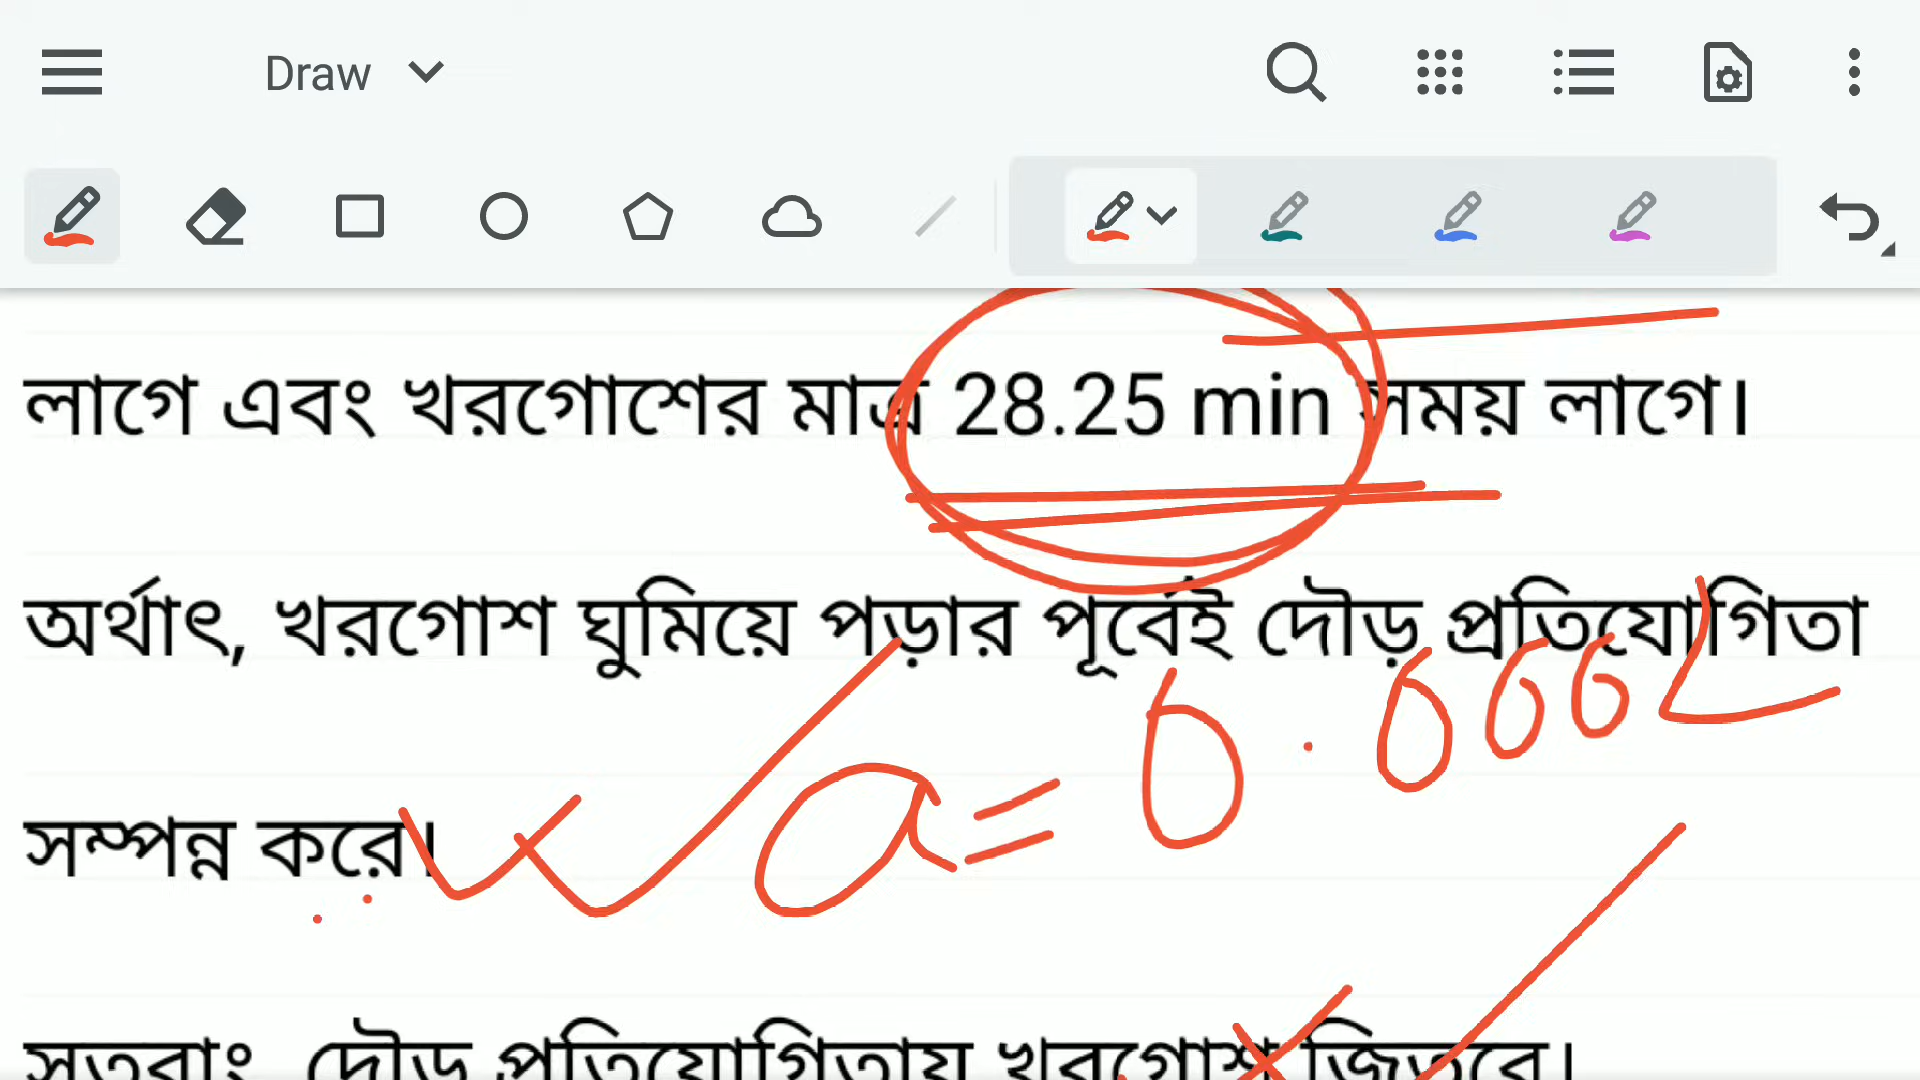 Draw
লাগে এবং খরগোশের মাত্র 28.25 min সময় লাগে।
অর্থাৎ, খরগোশ ঘুমিয়ে পড়ার পূর্বেই দৌড় প্রতিযোগিতা
সম্পন্ন করে।
a = 0.0002
সুতরাং, দৌড় প্রতিযোগিতায় খরগোশ জিতবে।